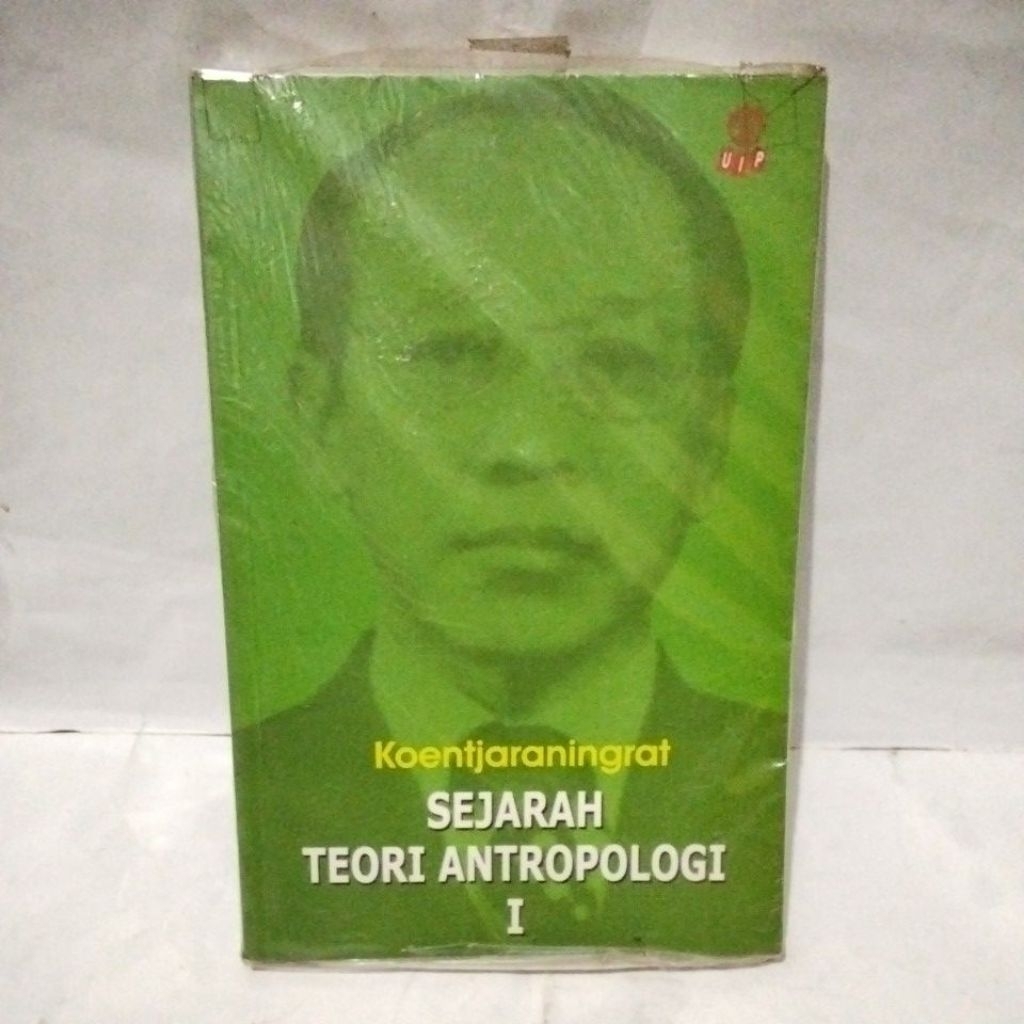 UIP
Koentjaraningrat
SEJARAH
TEORI ANTROPOLOGI
I